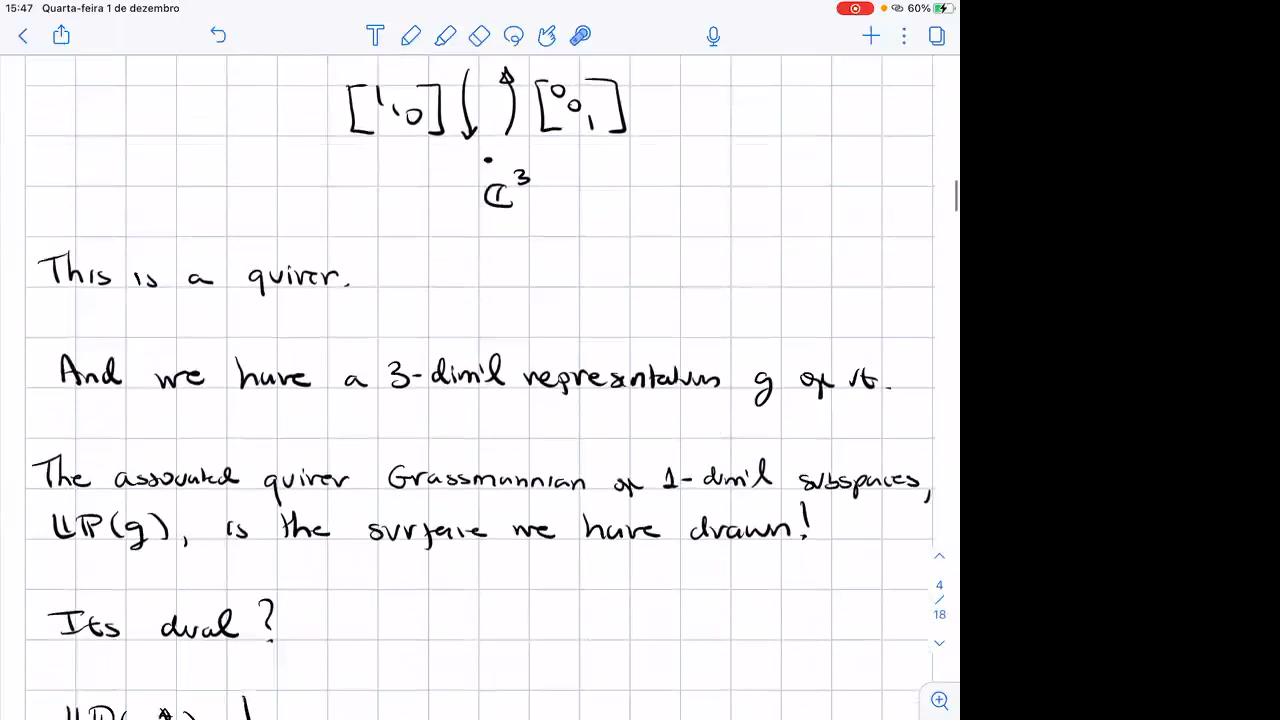 15:47 Quarta-feira 1 de dezembro 60%
[1 1 0] [0 0 1]
ℂ³
This is a quiver.
And we have a 3-dim'l representation g of it.
The associated quiver Grassmannian of 1-dim'l subspaces,
LP(g), is the surface we have drawn!
4
/
18
Its dual?